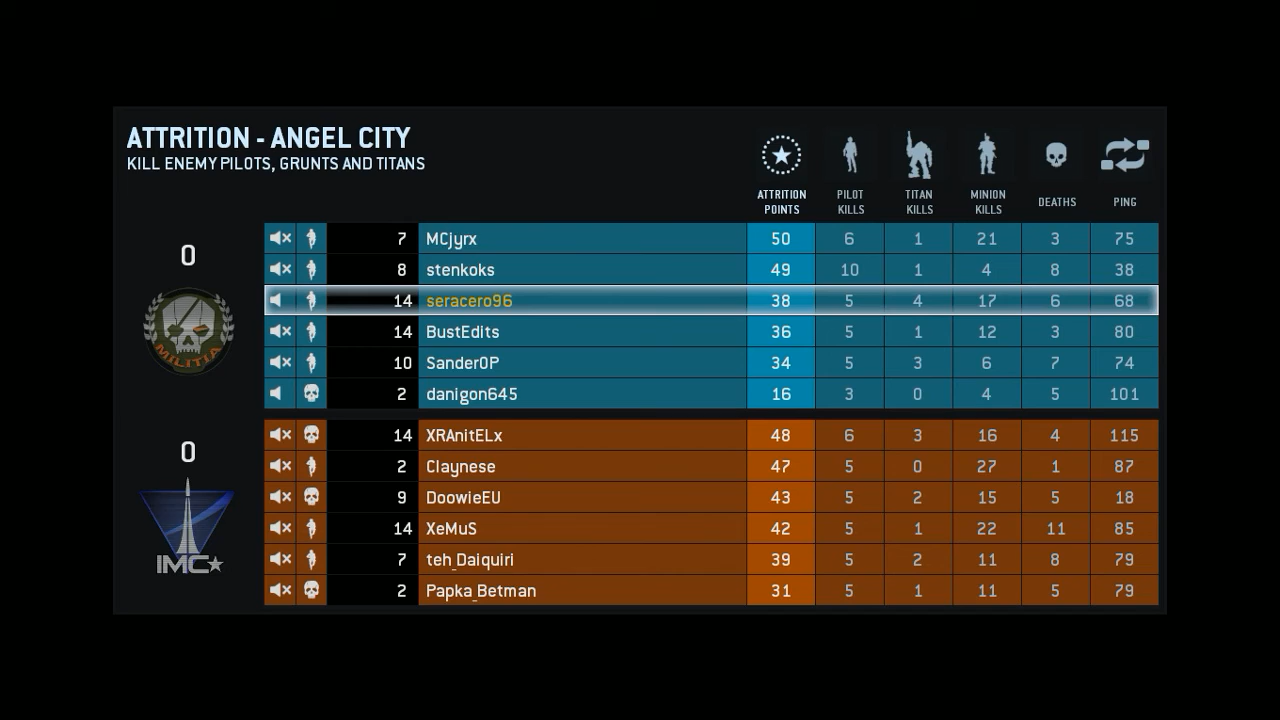 ATTRITION - ANGEL CITY
KILL ENEMY PILOTS, GRUNTS AND TITANS
ATTRITION POINTS PILOT KILLS TITAN KILLS MINION KILLS DEATHS PING
0
MILITIA
7 MCjyrx 50 6 1 21 3 75
8 stenkoks 49 10 1 4 8 38
14 seracero96 38 5 4 17 6 68
14 BustEdits 36 5 1 12 3 80
10 Sander0P 34 5 3 6 7 74
2 danigon645 16 3 0 4 5 101
0
IMC
14 XRAnitELx 48 6 3 16 4 115
2 Claynese 47 5 0 27 1 87
9 DoowieEU 43 5 2 15 5 18
14 XeMuS 42 5 1 22 11 85
7 teh_Daiquiri 39 5 2 11 8 79
2 Papka_Betman 31 5 1 11 5 79